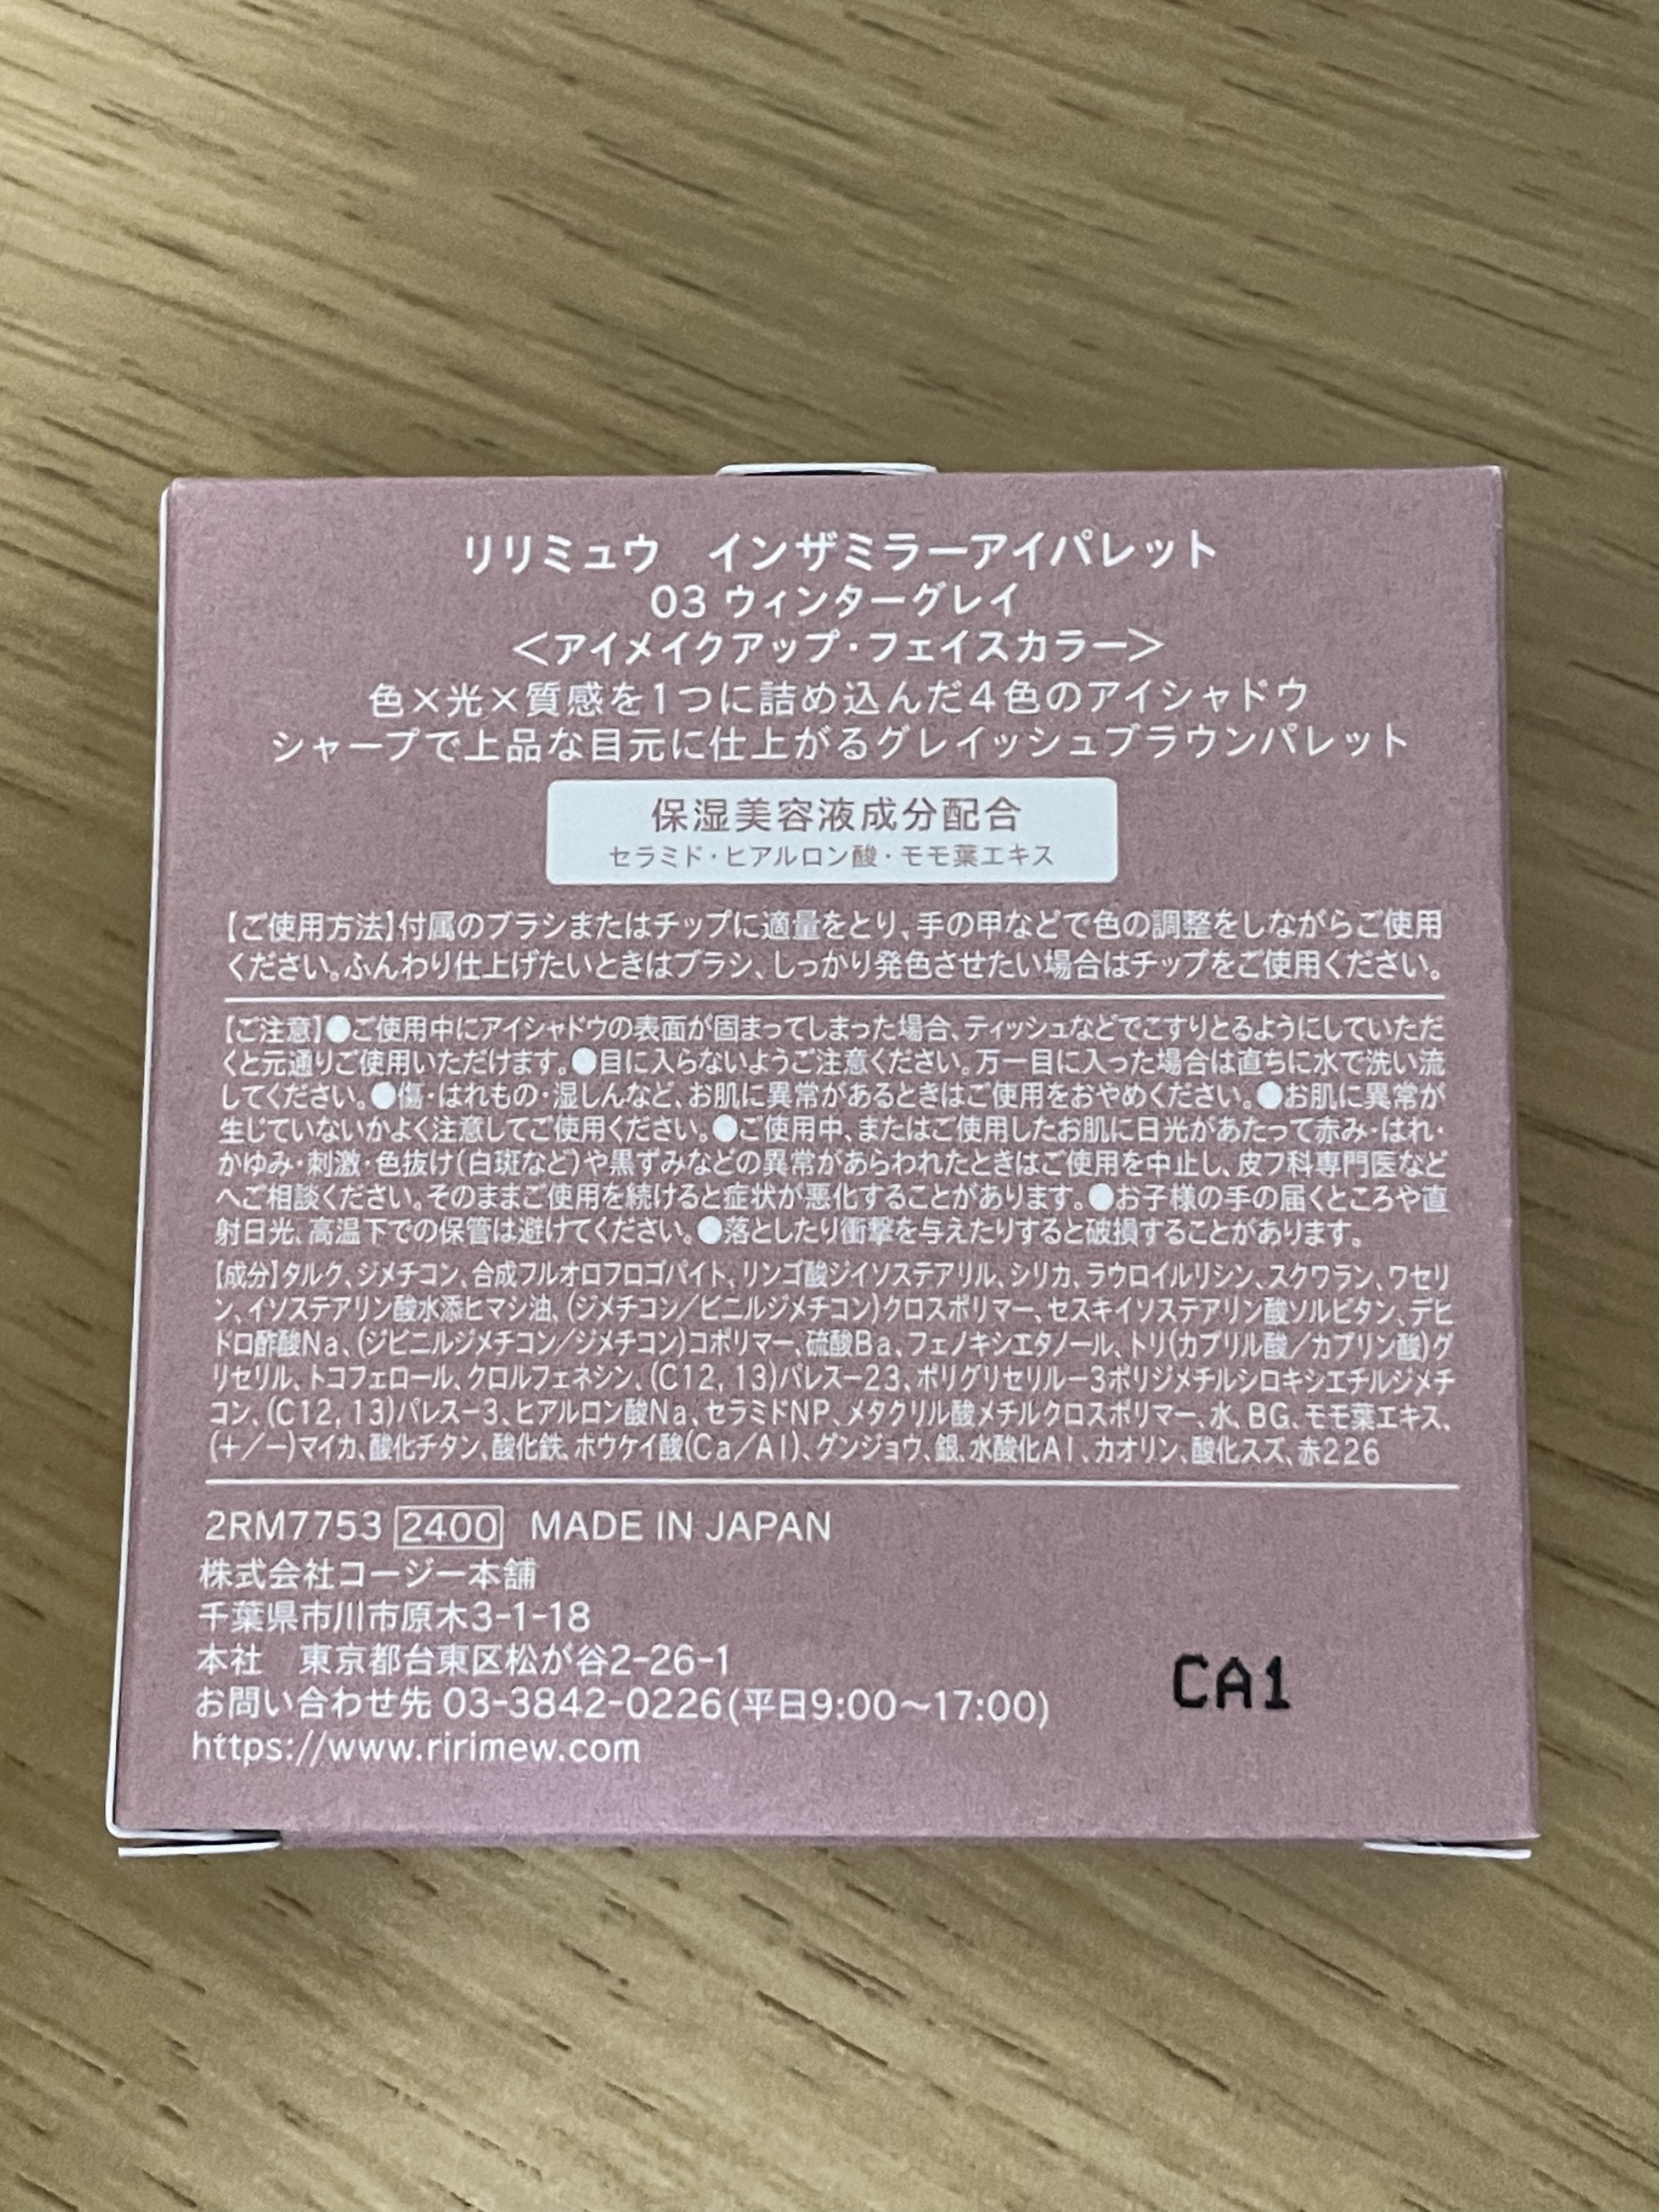 リリミュウ　インザミラーアイパレット
03 ウィンターグレイ
＜アイメイクアップ・フェイスカラー＞
色×光×質感を1つに詰め込んだ4色のアイシャドウ
シャープで上品な目元に仕上がるグレイッシュブラウンパレット
保湿美容液成分配合
セラミド・ヒアルロン酸・モモ葉エキス
【ご使用方法】付属のブラシまたはチップに適量をとり、手の甲などで色の調整をしながらご使用
ください。ふんわり仕上げたいときはブラシ、しっかり発色させたい場合はチップをご使用ください。
【ご注意】●ご使用中にアイシャドウの表面が固まってしまった場合、ティッシュなどでこすりとるようにしていただ
くと元通りご使用いただけます。●目に入らないようご注意ください。万一目に入った場合は直ちに水で洗い流
してください。●傷・はれもの・湿しんなど、お肌に異常があるときはご使用をおやめください。●お肌に異常が
生じていないかよく注意してご使用ください。●ご使用中、またはご使用したお肌に日光があたって赤み・はれ・
かゆみ・刺激・色抜け(白斑など)や黒ずみなどの異常があらわれたときはご使用を中止し、皮フ科専門医など
へご相談ください。そのままご使用を続けると症状が悪化することがあります。●お子様の手の届くところや直
射日光、高温下での保管は避けてください。●落としたり衝撃を与えたりすると破損することがあります。
【成分】タルク、ジメチコン、合成フルオロフロゴパイト、リンゴ酸ジイソステアリル、シリカ、ラウロイルリシン、スクワラン、ワセリ
ン、イソステアリン酸水添ヒマシ油、(ジメチコン／ビニルジメチコン)クロスポリマー、セスキイソステアリン酸ソルビタン、デヒ
ドロ酢酸Na、(ジビニルジメチコン／ジメチコン)コポリマー、硫酸Ba、フェノキシエタノール、トリ(カプリル酸／カプリン酸)グ
リセリル、トコフェロール、クロルフェネシン、(C12, 13)パレス－23、ポリグリセリル－3ポリジメチルシロキシエチルジメチ
コン、(C12, 13)パレス－3、ヒアルロン酸Na、セラミドNP、メタクリル酸メチルクロスポリマー、水、BG、モモ葉エキス、
(＋／－)マイカ、酸化チタン、酸化鉄、ホウケイ酸(Ca／Al)、グンジョウ、銀、水酸化Al、カオリン、酸化スズ、赤226
2RM7753 2400 MADE IN JAPAN
株式会社コージー本舗
千葉県市川市原木3-1-18
本社　東京都台東区松が谷2-26-1
お問い合わせ先 03-3842-0226(平日9:00〜17:00)
https://www.ririmew.com
CA1